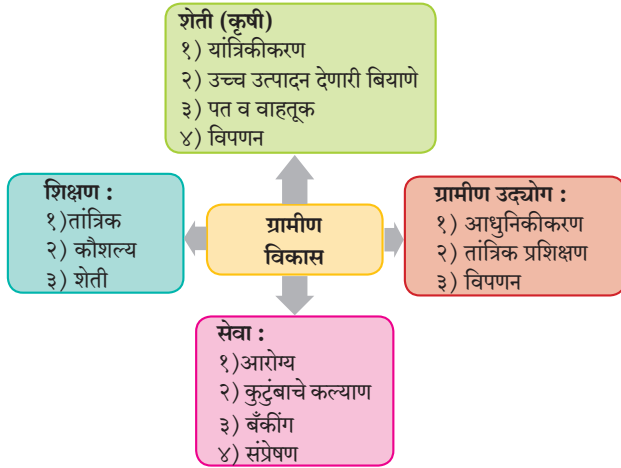 शेती (कृषी)
१) यांत्रिकीकरण
२) उच्च उत्पादन देणारी बियाणे
३) पत व वाहतूक
४) विपणन
शिक्षण :
१)तांत्रिक
२) कौशल्य
३) शेती
ग्रामीण
विकास
ग्रामीण उद्योग :
१) आधुनिकीकरण
२) तांत्रिक प्रशिक्षण
३) विपणन
सेवा :
१)आरोग्य
२) कुटुंबाचे कल्याण
३) बँकींग
४) संप्रेषण